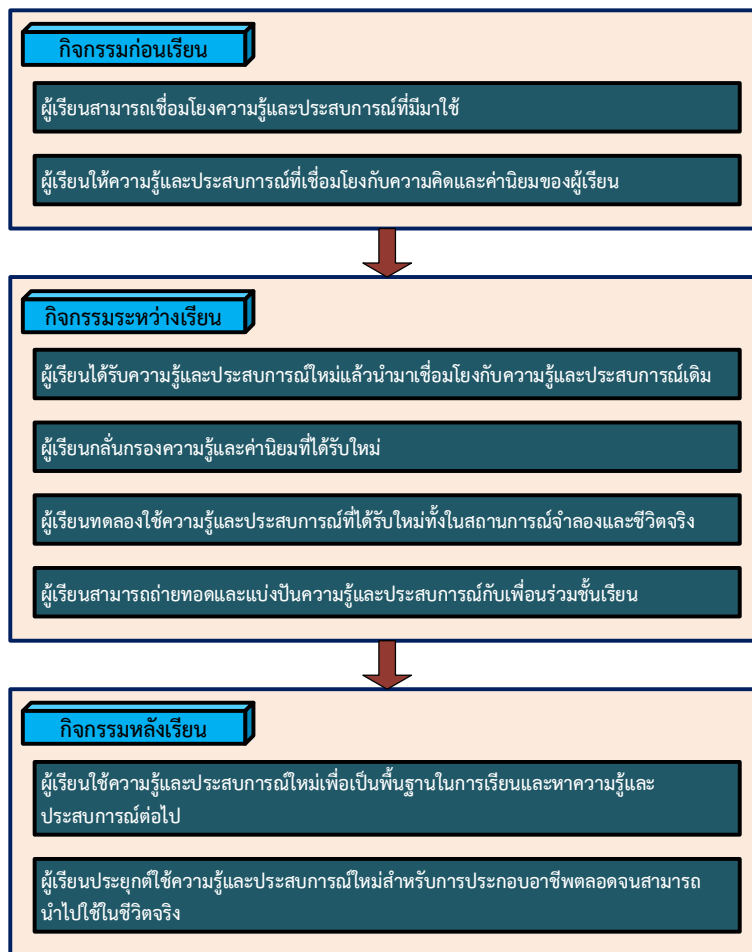 กิจกรรมก่อนเรียน
ผู้เรียนสามารถเชื่อมโยงความรู้และประสบการณ์ที่มีมาใช้
ผู้เรียนให้ความรู้และประสบการณ์ที่เชื่อมโยงกับความคิดและค่านิยมของผู้เรียน
กิจกรรมระหว่างเรียน
ผู้เรียนได้รับความรู้และประสบการณ์ใหม่แล้วนำมาเชื่อมโยงกับความรู้และประสบการณ์เดิม
ผู้เรียนกลั่นกรองความรู้และค่านิยมที่ได้รับใหม่
ผู้เรียนทดลองใช้ความรู้และประสบการณ์ที่ได้รับใหม่ทั้งในสถานการณ์จำลองและชีวิตจริง
ผู้เรียนสามารถถ่ายทอดและแบ่งปันความรู้และประสบการณ์กับเพื่อนร่วมชั้นเรียน
กิจกรรมหลังเรียน
ผู้เรียนใช้ความรู้และประสบการณ์ใหม่เพื่อเป็นพื้นฐานในการเรียนและหาความรู้และ
ประสบการณ์ต่อไป
ผู้เรียนประยุกต์ใช้ความรู้และประสบการณ์ใหม่สำหรับการประกอบอาชีพตลอดจนสามารถ
นำไปใช้ในชีวิตจริง